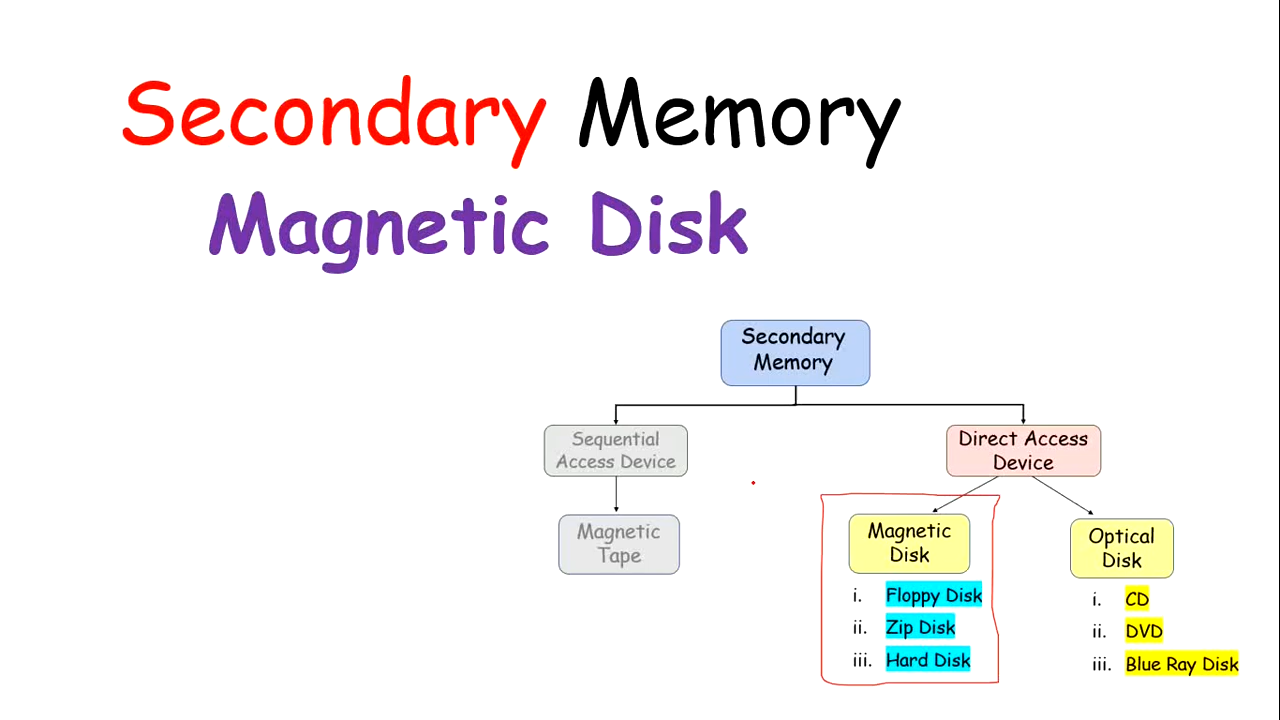 Secondary Memory
Magnetic Disk
Secondary
Memory
Sequential
Access Device
Direct Access
Device
Magnetic
Tape
Magnetic
Disk
i. Floppy Disk
ii. Zip Disk
iii. Hard Disk
Optical
Disk
i. CD
ii. DVD
iii. Blue Ray Disk